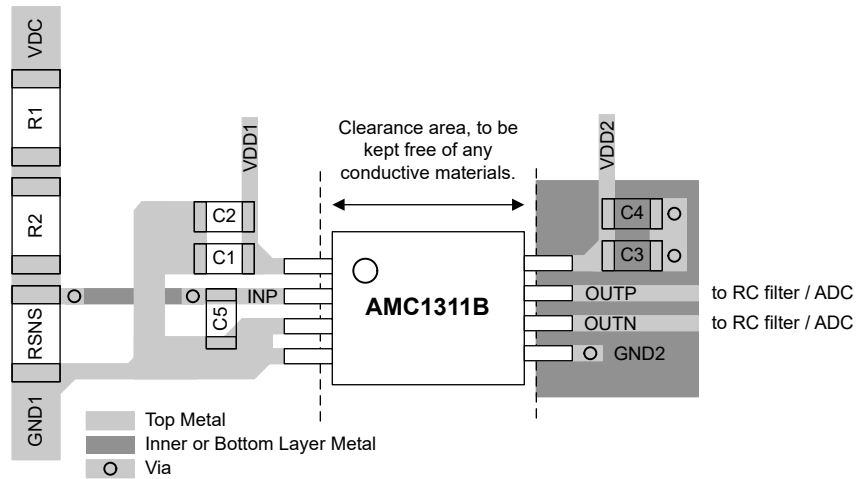 VDC
R1
R2
RSNS
GND1
VDD1
C2
C1
C5
INP
Clearance area, to be
kept free of any
conductive materials.
AMC1311B
VDD2
C4
C3
OUTP
to RC filter / ADC
OUTN
to RC filter / ADC
GND2
Top Metal
Inner or Bottom Layer Metal
Via